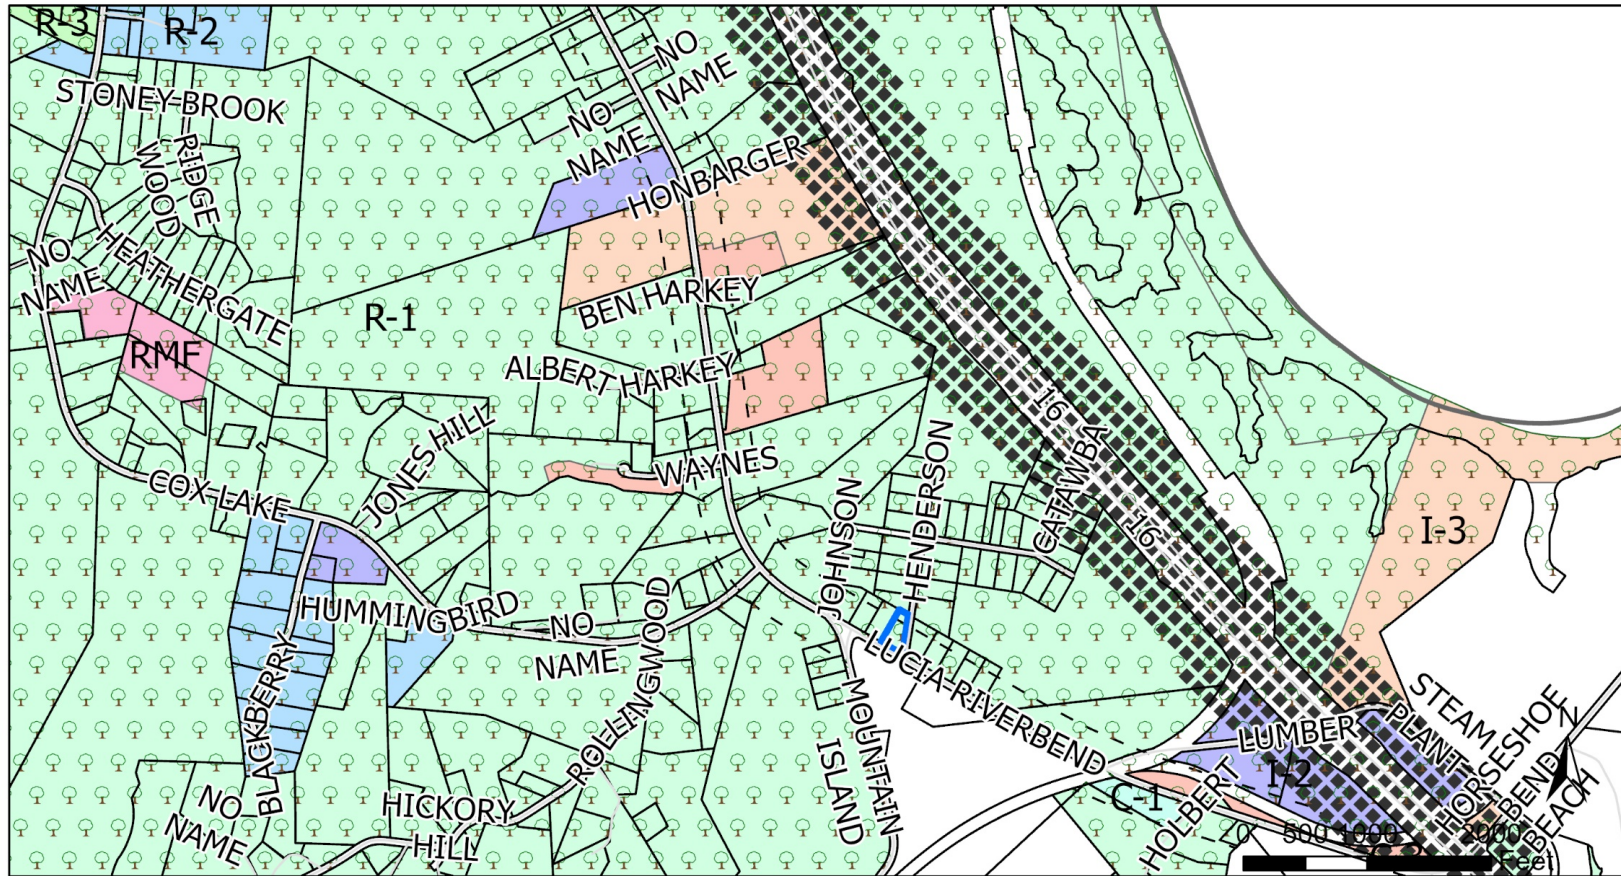 R-3
R-2
STONEY BROOK
RIDGE
WOOD
NO
NAME
NO
NAME
HONBARGER
NO
NAME
HEATHERGATE
BEN HARKEY
R-1
RMF
ALBERT HARKEY
16
JONES HILL
WAYNES
HENDERSON
CATAWBA
COX LAKE
JOHNSON
16
I-3
HUMMINGBIRD
NO
NAME
ROLLINGWOOD
LUCIA-RIVERBEND
BLACKBERRY
MOUNTAIN
ISLAND
LUMBER
STEAM
PLANT
HORSESHOE
BEND
BEACH
N
I-2
C-1
HOLBERT
NO
NAME
HICKORY
HILL
0 500 1000 2000
Feet